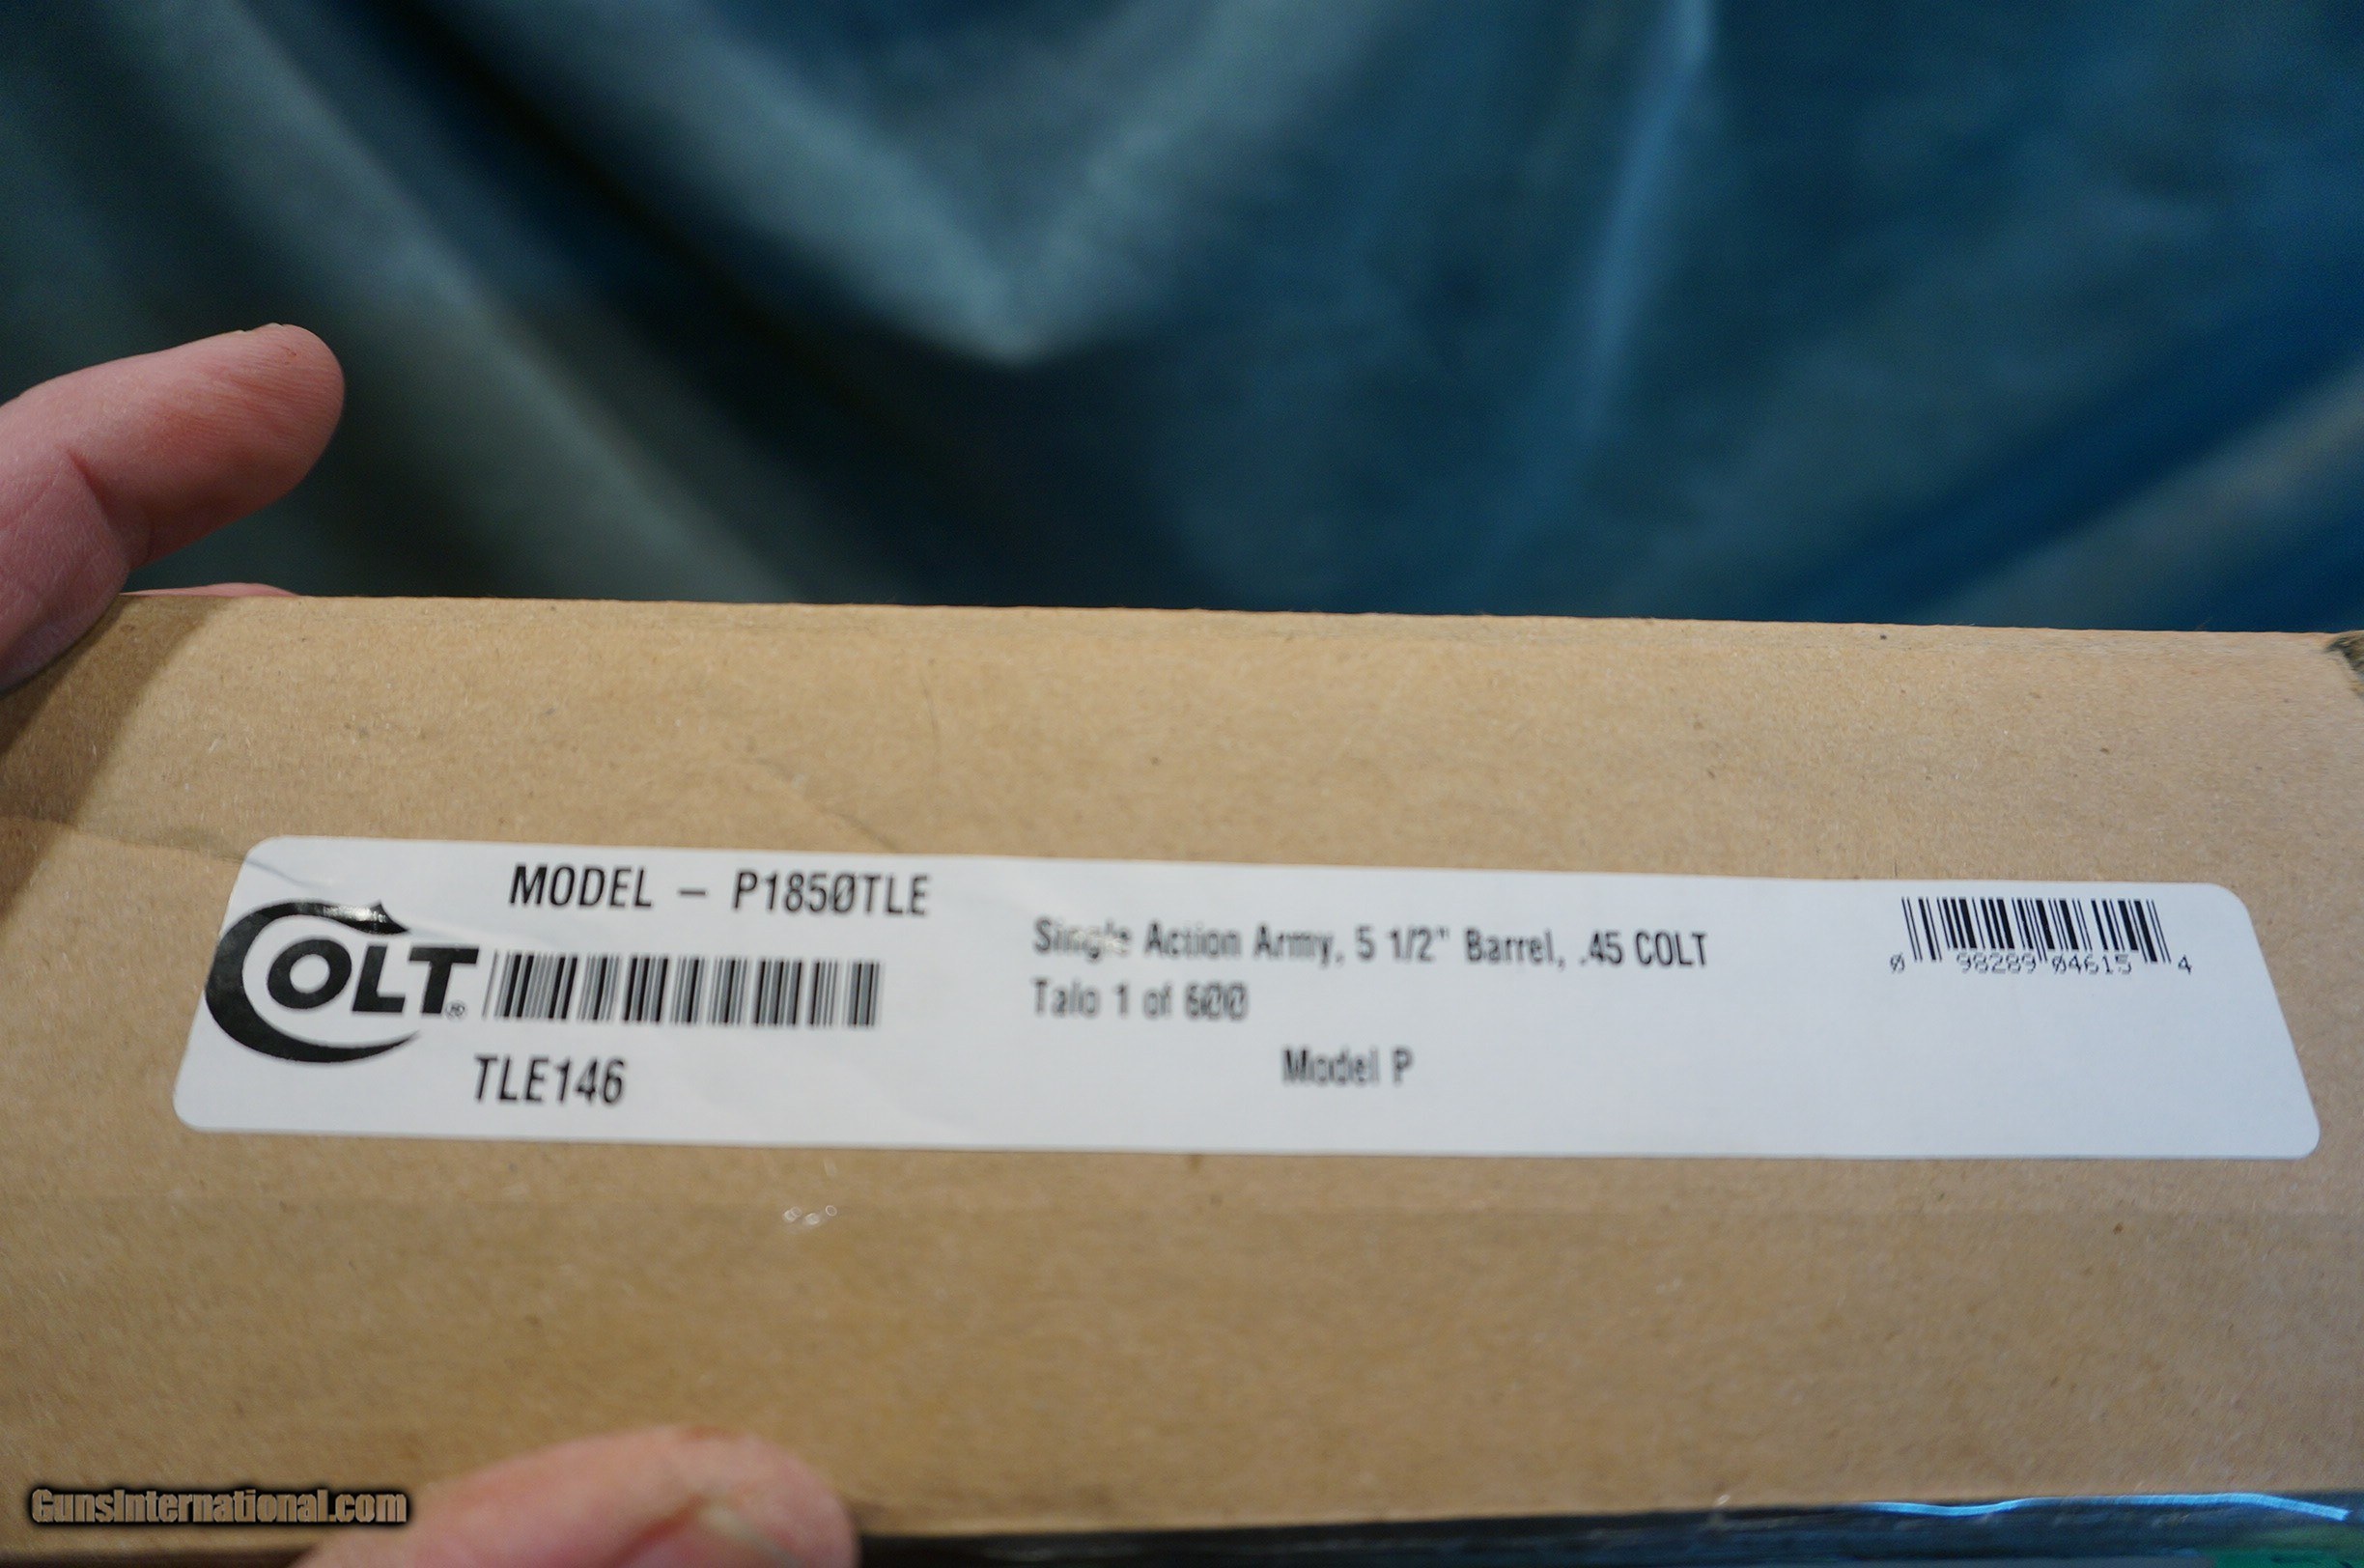 MODEL - P1850TLE
COLT®
TLE146
Single Action Army, 5 1/2" Barrel, .45 COLT
Talo 1 of 600
Model P
0 98289 04615 4
GunsInternational.com